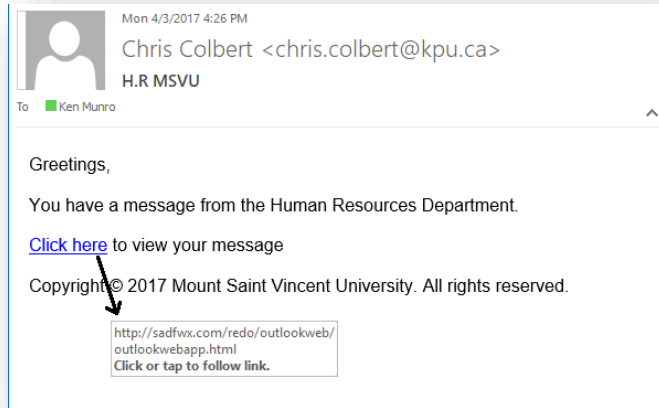 Mon 4/3/2017 4:26 PM
Chris Colbert <chris.colbert@kpu.ca>
H.R MSVU
To Ken Munro
Greetings,
You have a message from the Human Resources Department.
Click here to view your message
Copyright © 2017 Mount Saint Vincent University. All rights reserved.
http://sadfwx.com/redo/outlookweb/
outlookwebapp.html
Click or tap to follow link.